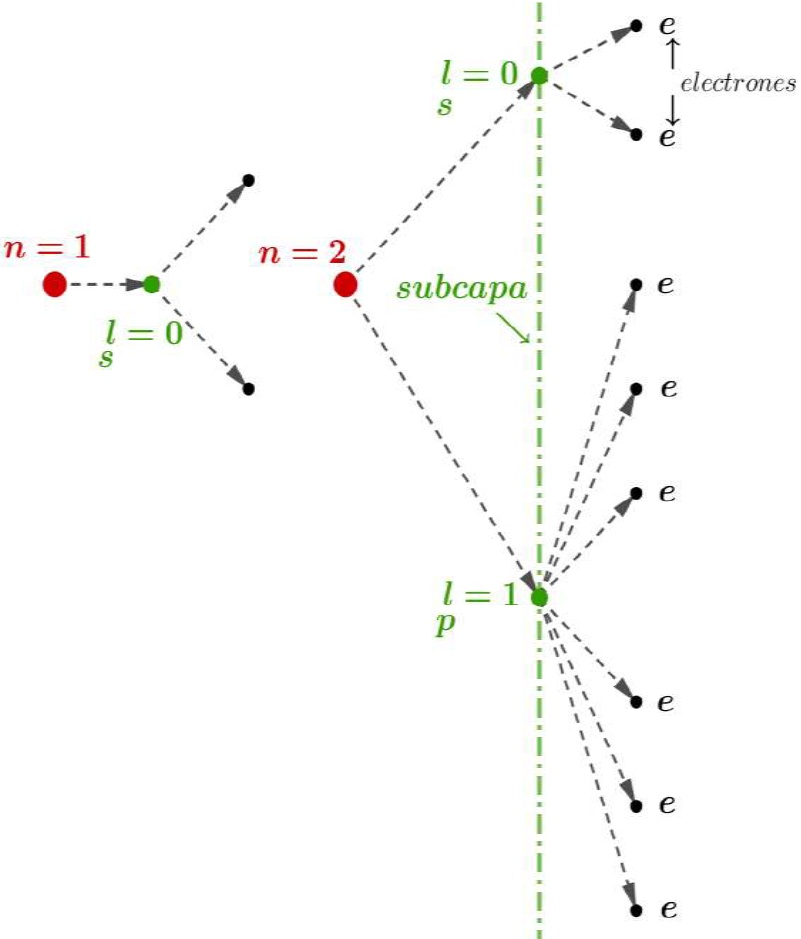 n = 1
l = 0
s
n = 2
l = 0
s
subcapa
l = 1
p
e
electrones
e
e
e
e
e
e
e